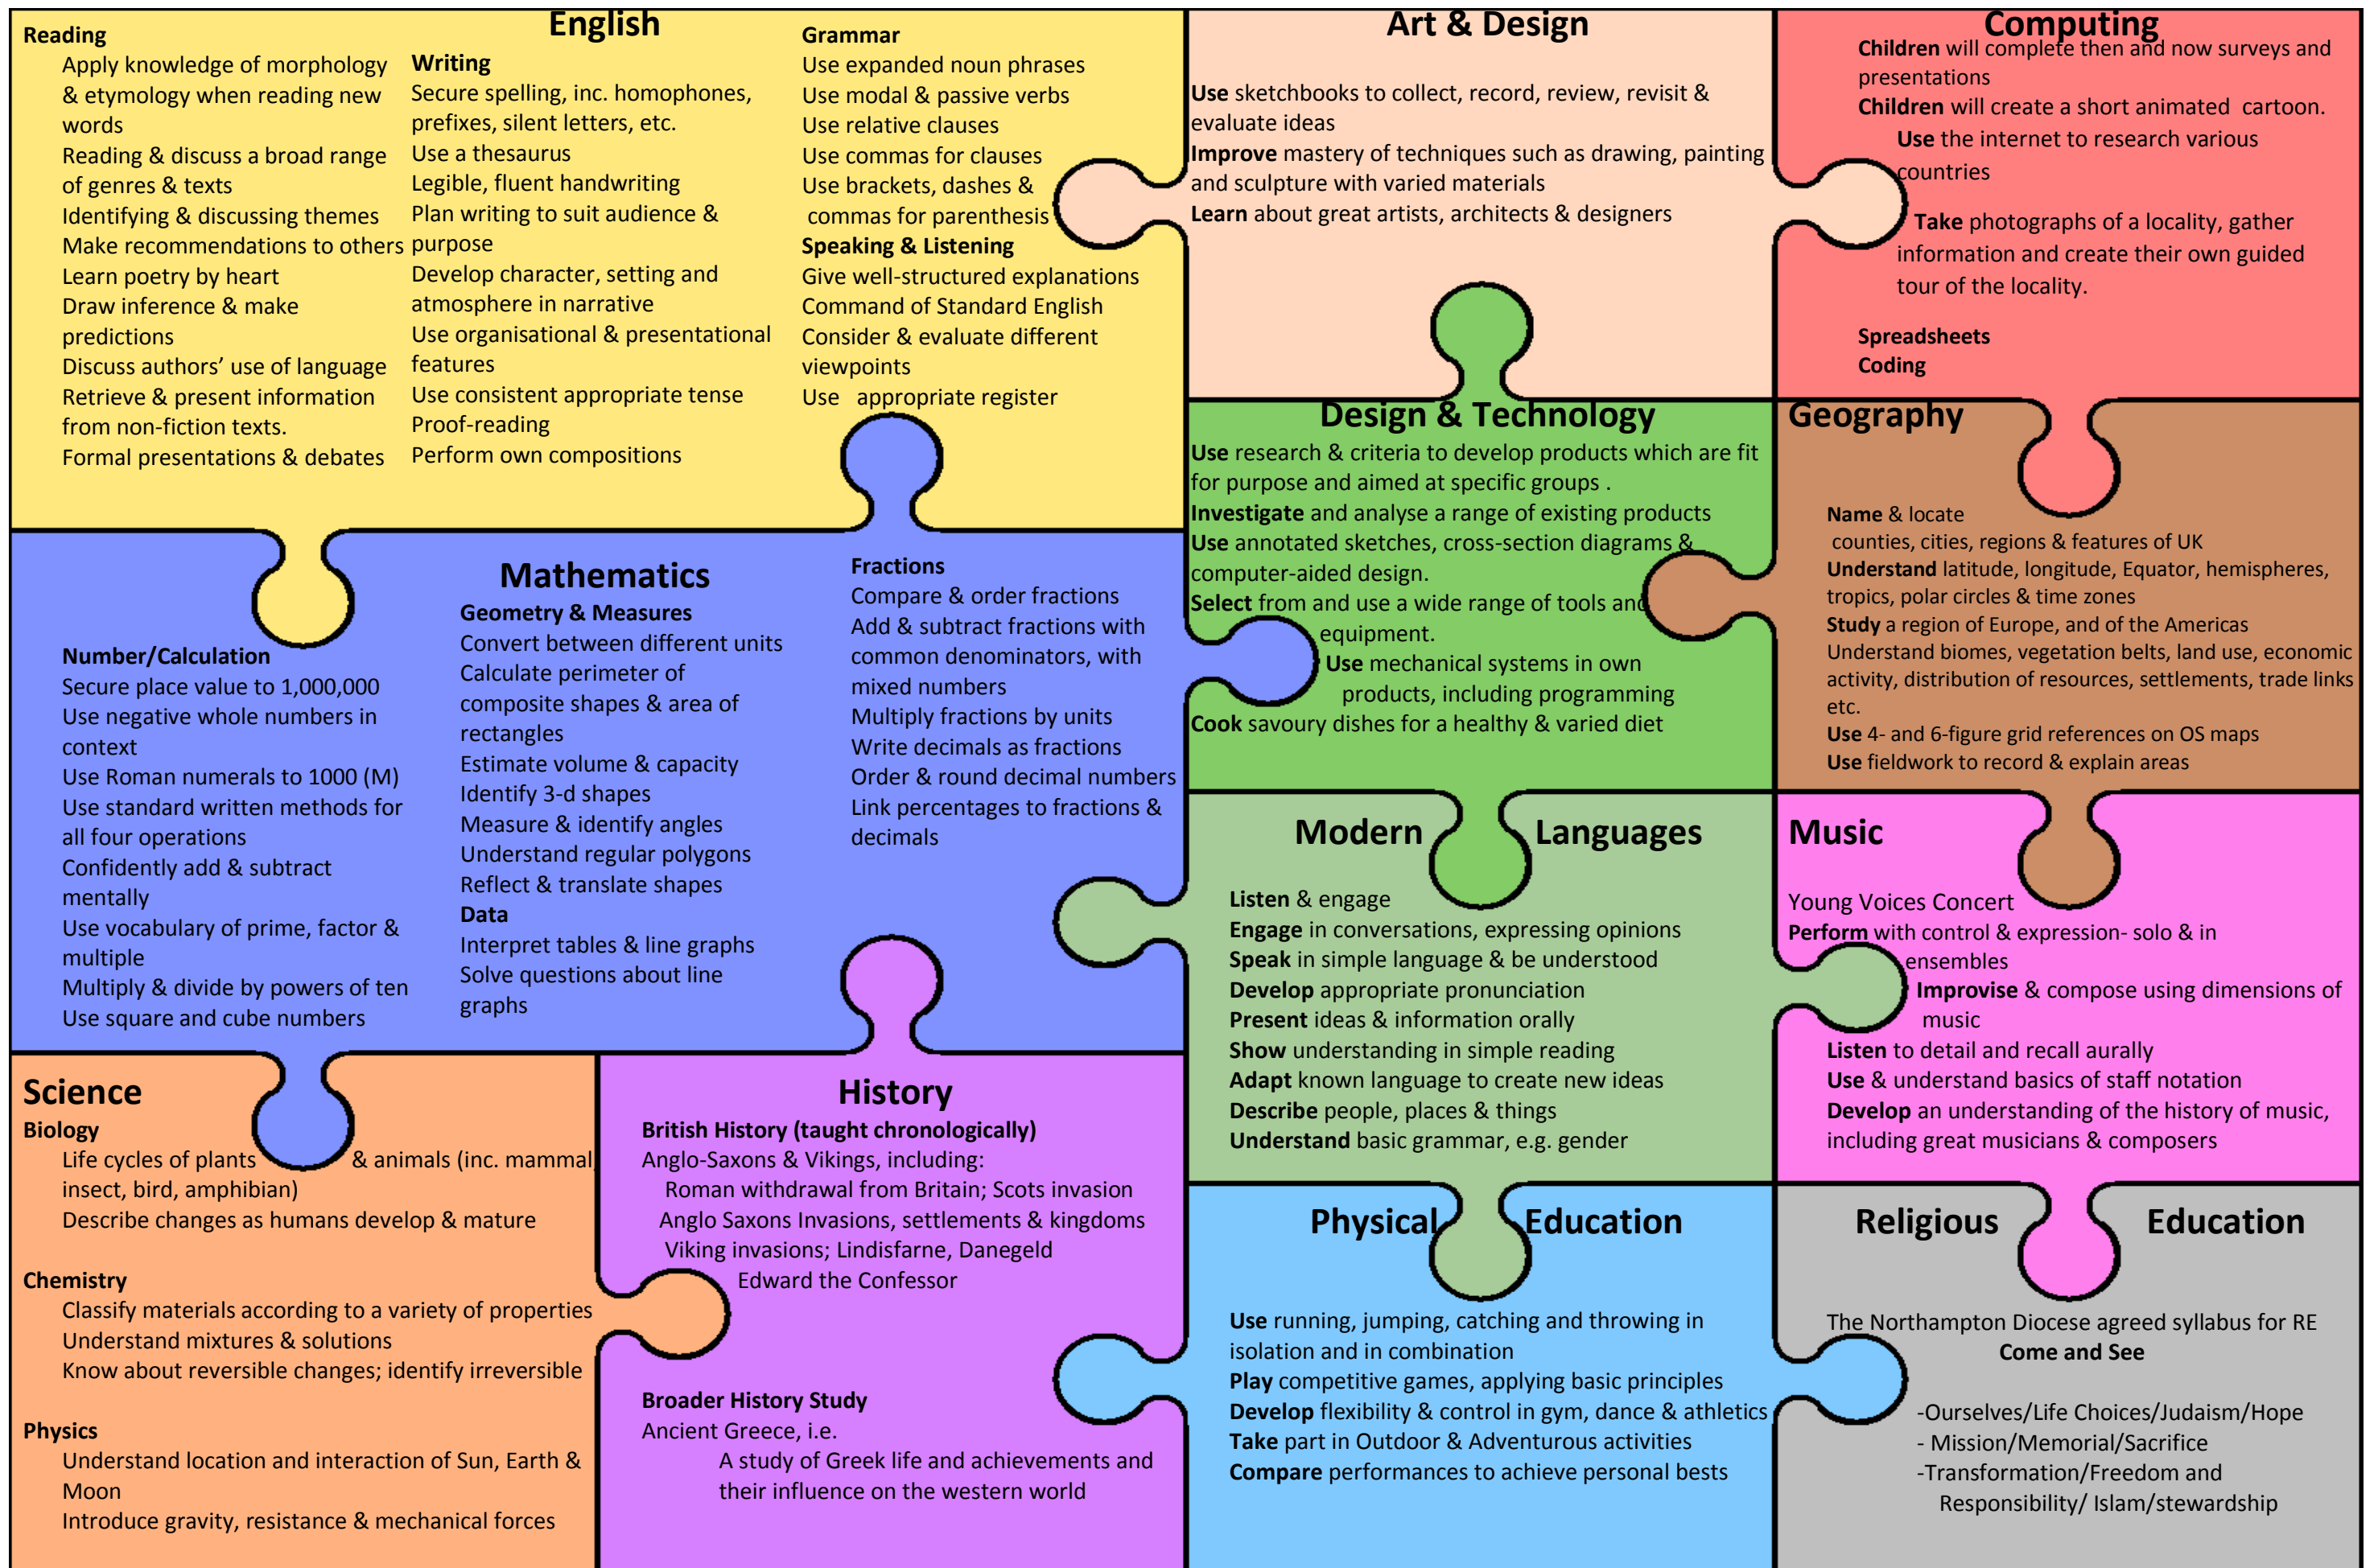 English
Reading
Apply knowledge of morphology
& etymology when reading new
words
Reading & discuss a broad range
of genres & texts
Identifying & discussing themes
Make recommendations to others
Learn poetry by heart
Draw inference & make
predictions
Discuss authors’ use of language
Retrieve & present information
from non-fiction texts.
Formal presentations & debates
Writing
Secure spelling, inc. homophones,
prefixes, silent letters, etc.
Use a thesaurus
Legible, fluent handwriting
Plan writing to suit audience &
purpose
Develop character, setting and
atmosphere in narrative
Use organisational & presentational
features
Use consistent appropriate tense
Proof-reading
Perform own compositions
Grammar
Use expanded noun phrases
Use modal & passive verbs
Use relative clauses
Use commas for clauses
Use brackets, dashes &
commas for parenthesis
Speaking & Listening
Give well-structured explanations
Command of Standard English
Consider & evaluate different
viewpoints
Use appropriate register
Art & Design
Use sketchbooks to collect, record, review, revisit &
evaluate ideas
Improve mastery of techniques such as drawing, painting
and sculpture with varied materials
Learn about great artists, architects & designers
Computing
Children will complete then and now surveys and
presentations
Children will create a short animated cartoon.
Use the internet to research various
countries
Take photographs of a locality, gather
information and create their own guided
tour of the locality.
Spreadsheets
Coding
Design & Technology
Use research & criteria to develop products which are fit
for purpose and aimed at specific groups .
Investigate and analyse a range of existing products
Use annotated sketches, cross-section diagrams &
computer-aided design.
Select from and use a wide range of tools and
equipment.
Use mechanical systems in own
products, including programming
Cook savoury dishes for a healthy & varied diet
Geography
Name & locate
counties, cities, regions & features of UK
Understand latitude, longitude, Equator, hemispheres,
tropics, polar circles & time zones
Study a region of Europe, and of the Americas
Understand biomes, vegetation belts, land use, economic
activity, distribution of resources, settlements, trade links
etc.
Use 4- and 6-figure grid references on OS maps
Use fieldwork to record & explain areas
Mathematics
Number/Calculation
Secure place value to 1,000,000
Use negative whole numbers in
context
Use Roman numerals to 1000 (M)
Use standard written methods for
all four operations
Confidently add & subtract
mentally
Use vocabulary of prime, factor &
multiple
Multiply & divide by powers of ten
Use square and cube numbers
Geometry & Measures
Convert between different units
Calculate perimeter of
composite shapes & area of
rectangles
Estimate volume & capacity
Identify 3-d shapes
Measure & identify angles
Understand regular polygons
Reflect & translate shapes
Data
Interpret tables & line graphs
Solve questions about line
graphs
Fractions
Compare & order fractions
Add & subtract fractions with
common denominators, with
mixed numbers
Multiply fractions by units
Write decimals as fractions
Order & round decimal numbers
Link percentages to fractions &
decimals
Modern Languages
Listen & engage
Engage in conversations, expressing opinions
Speak in simple language & be understood
Develop appropriate pronunciation
Present ideas & information orally
Show understanding in simple reading
Adapt known language to create new ideas
Describe people, places & things
Understand basic grammar, e.g. gender
Music
Young Voices Concert
Perform with control & expression- solo & in
ensembles
Improvise & compose using dimensions of
music
Listen to detail and recall aurally
Use & understand basics of staff notation
Develop an understanding of the history of music,
including great musicians & composers
Science
Biology
Life cycles of plants & animals (inc. mammal,
insect, bird, amphibian)
Describe changes as humans develop & mature
Chemistry
Classify materials according to a variety of properties
Understand mixtures & solutions
Know about reversible changes; identify irreversible
Physics
Understand location and interaction of Sun, Earth &
Moon
Introduce gravity, resistance & mechanical forces
History
British History (taught chronologically)
Anglo-Saxons & Vikings, including:
Roman withdrawal from Britain; Scots invasion
Anglo Saxons Invasions, settlements & kingdoms
Viking invasions; Lindisfarne, Danegeld
Edward the Confessor
Broader History Study
Ancient Greece, i.e.
A study of Greek life and achievements and
their influence on the western world
Physical Education
Use running, jumping, catching and throwing in
isolation and in combination
Play competitive games, applying basic principles
Develop flexibility & control in gym, dance & athletics
Take part in Outdoor & Adventurous activities
Compare performances to achieve personal bests
Religious Education
The Northampton Diocese agreed syllabus for RE
Come and See
-Ourselves/Life Choices/Judaism/Hope
- Mission/Memorial/Sacrifice
-Transformation/Freedom and
Responsibility/ Islam/stewardship